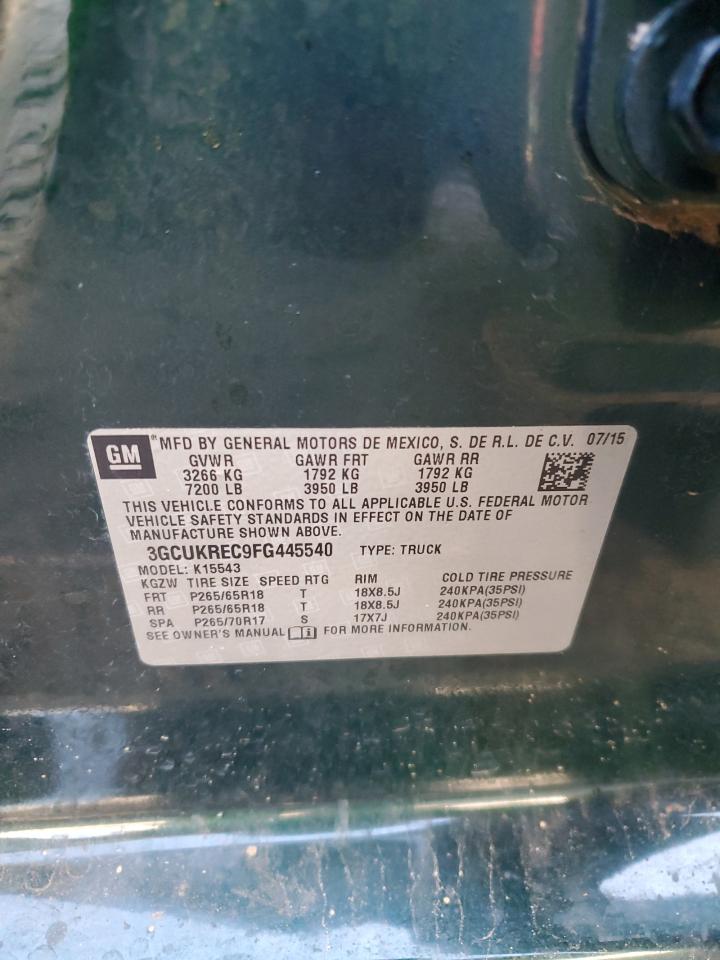 GM ®MFD BY GENERAL MOTORS DE MEXICO, S. DE R.L. DE C.V. 07/15
GVWR GAWR FRT GAWR RR
3266 KG 1792 KG 1792 KG
7200 LB 3950 LB 3950 LB
THIS VEHICLE CONFORMS TO ALL APPLICABLE U.S. FEDERAL MOTOR
VEHICLE SAFETY STANDARDS IN EFFECT ON THE DATE OF
MANUFACTURE SHOWN ABOVE.
3GCUKREC9FG445540 TYPE: TRUCK
MODEL: K15543
KGZW TIRE SIZE SPEED RTG RIM COLD TIRE PRESSURE
FRT P265/65R18 T 18X8.5J 240KPA(35PSI)
RR P265/65R18 T 18X8.5J 240KPA(35PSI)
SPA P265/70R17 S 17X7J 240KPA(35PSI)
SEE OWNER'S MANUAL FOR MORE INFORMATION.